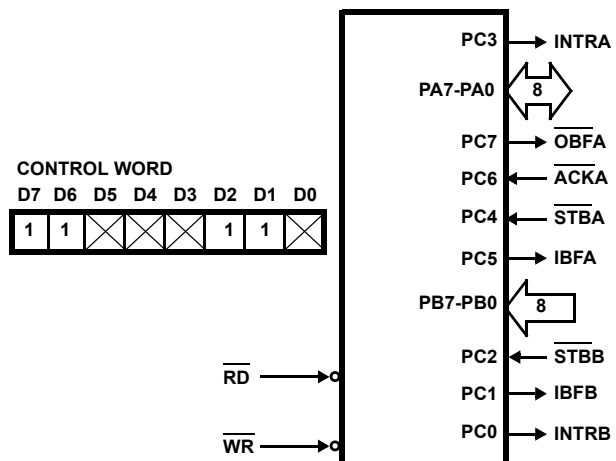 PC3 INTRA
PA7-PA0 8
PC7 OBFA
CONTROL WORD
PC6 ACKA
D7 D6 D5 D4 D3 D2 D1 D0
PC4 STBA
1 1 1 1
PC5 IBFA
PB7-PB0 8
PC2 STBB
RD
PC1 IBFB
PC0 INTRB
WR